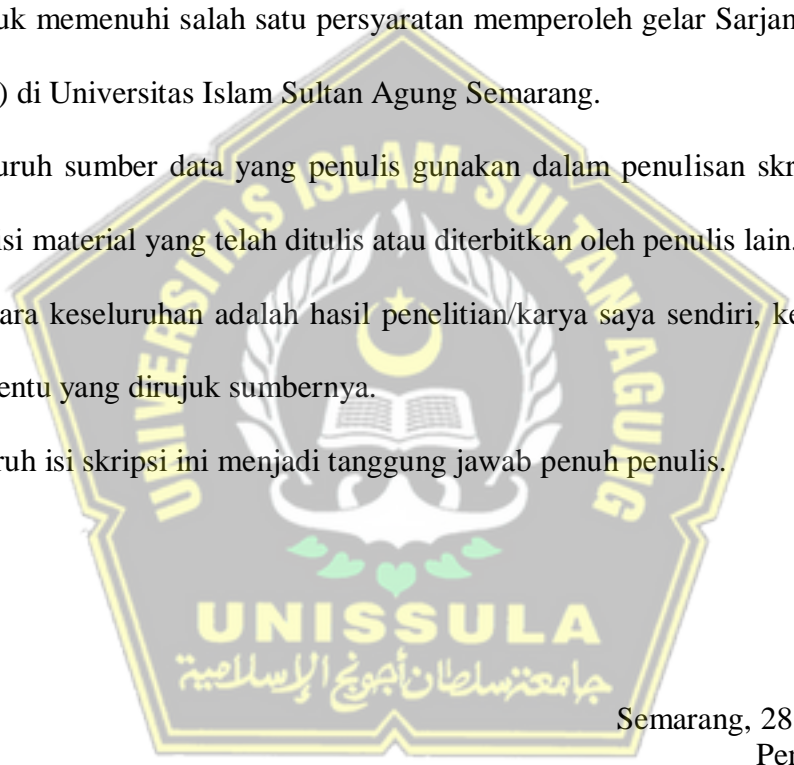 uk memenuhi salah satu persyaratan memperoleh gelar Sarjan
) di Universitas Islam Sultan Agung Semarang.
uruh sumber data yang penulis gunakan dalam penulisan skr
isi material yang telah ditulis atau diterbitkan oleh penulis lain.
ara keseluruhan adalah hasil penelitian/karya saya sendiri, ke
entu yang dirujuk sumbernya.
ruh isi skripsi ini menjadi tanggung jawab penuh penulis.
UNIVERSITAS ISLAM SULTAN AGUNG
UNISSULA
جامعة سلطان أجونج الإسلامية
Semarang, 28
Per